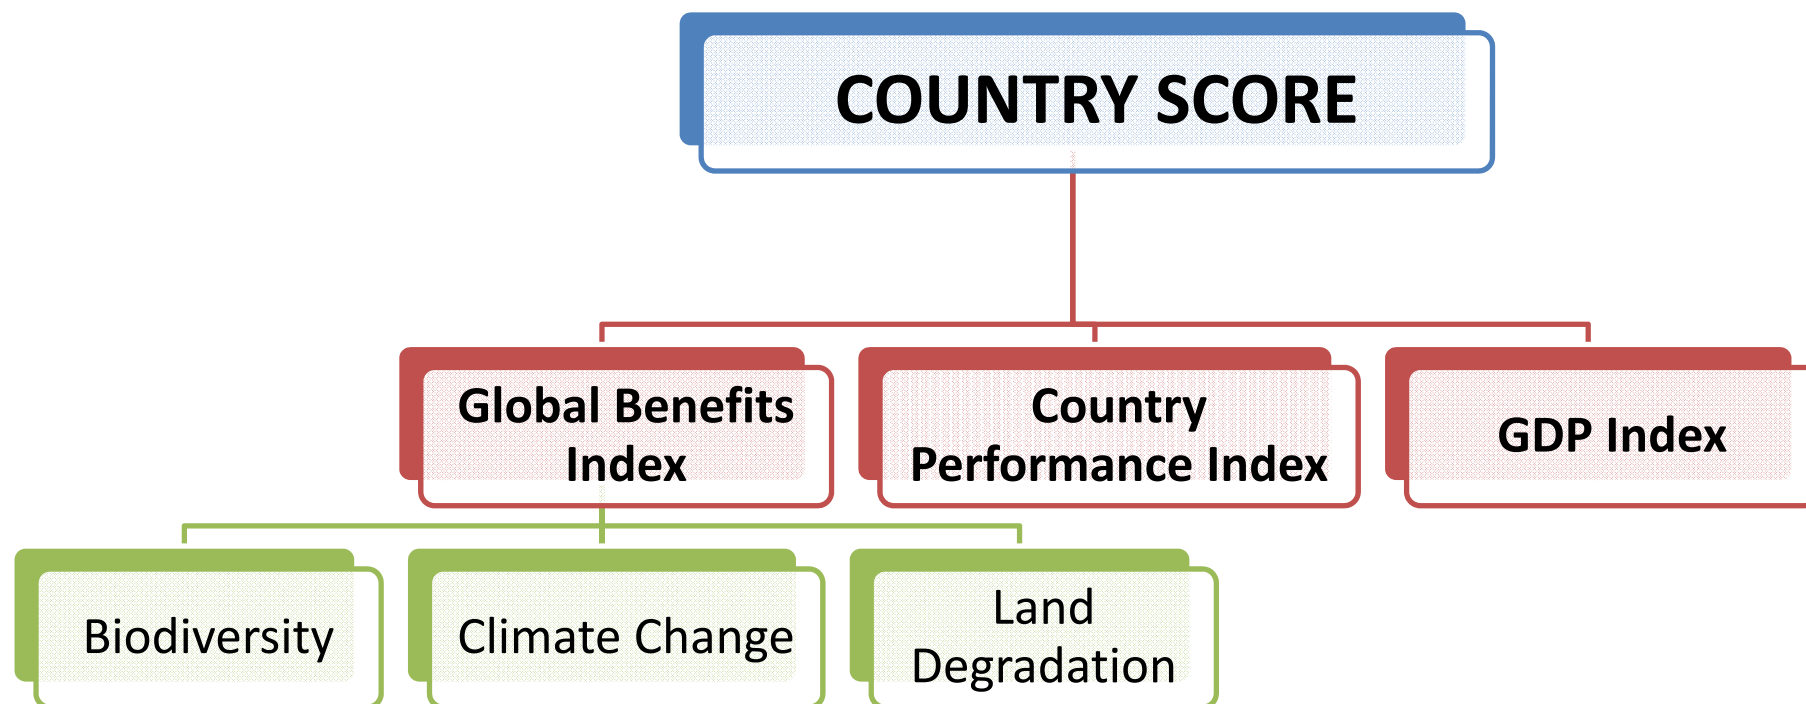 COUNTRY SCORE
Global Benefits
Index
Country
Performance Index
GDP Index
Biodiversity
Climate Change
Land
Degradation